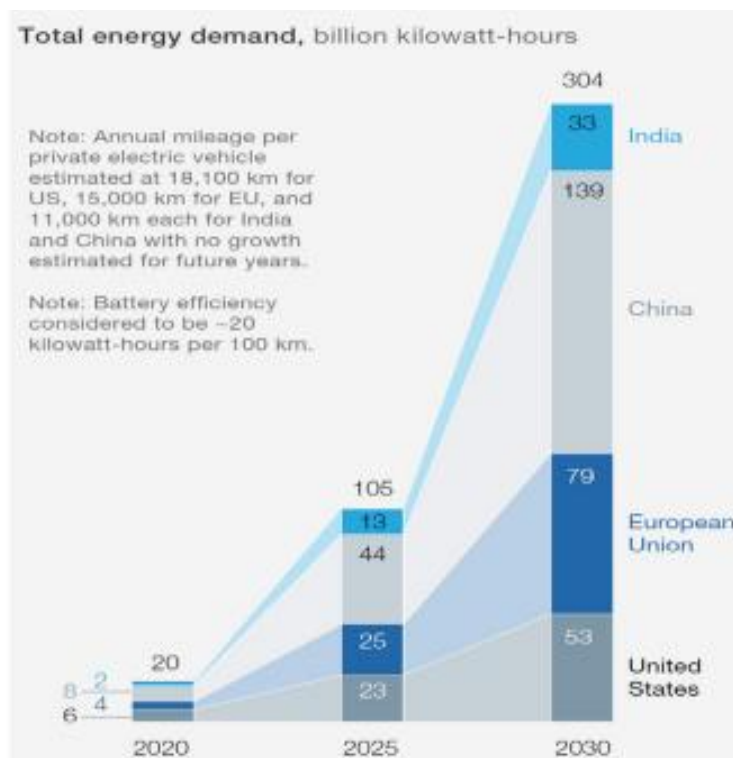 Total energy demand, billion kilowatt-hours
304
33
India
Note: Annual mileage per
private electric vehicle
estimated at 18,100 km for
US, 15,000 km for EU, and
11,000 km each for India
and China with no growth
estimated for future years.
139
Note: Battery efficiency
considered to be ~20
kilowatt-hours per 100 km.
China
105
13
44
79
European
Union
25
23
53
United
States
20
2
8
4
6
2020 2025 2030